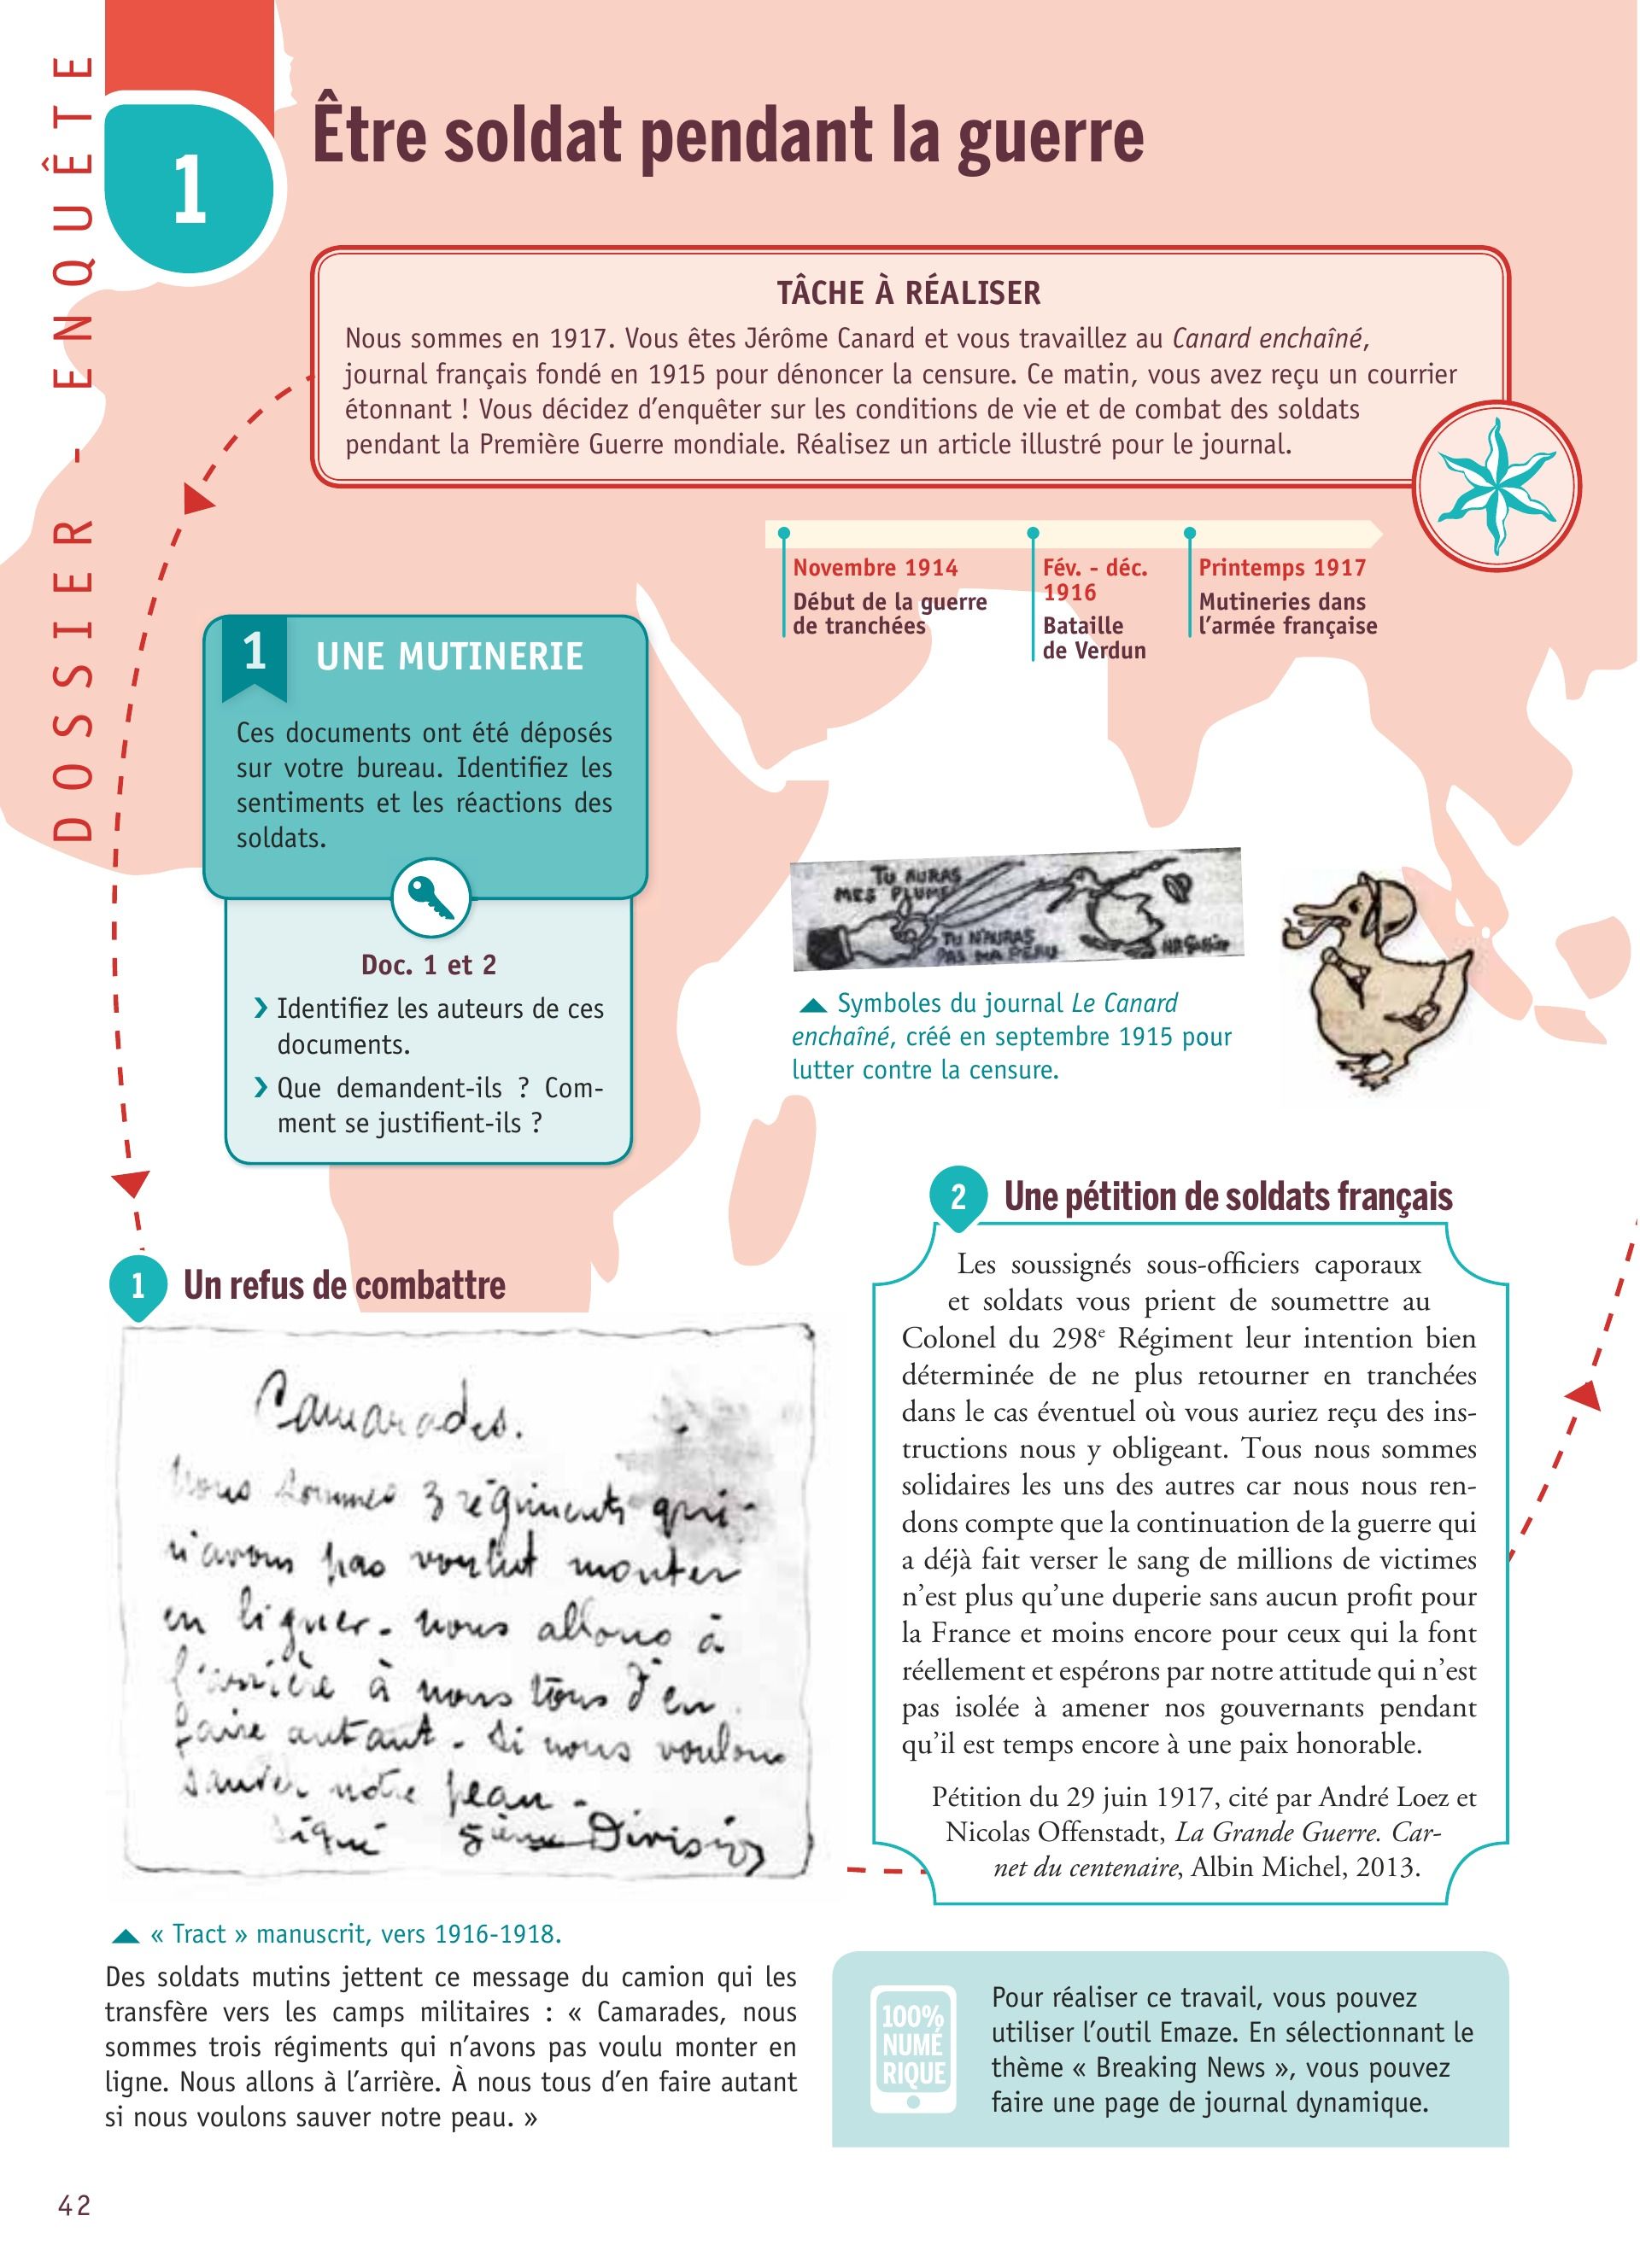 DOSSIER - ENQUÊTE
1
Être soldat pendant la guerre
TÂCHE À RÉALISER
Nous sommes en 1917. Vous êtes Jérôme Canard et vous travaillez au Canard enchaîné,
journal français fondé en 1915 pour dénoncer la censure. Ce matin, vous avez reçu un courrier
étonnant ! Vous décidez d’enquêter sur les conditions de vie et de combat des soldats
pendant la Première Guerre mondiale. Réalisez un article illustré pour le journal.
Novembre 1914
Début de la guerre
de tranchées
Fév. - déc.
1916
Bataille
de Verdun
Printemps 1917
Mutineries dans
l’armée française
1
UNE MUTINERIE
Ces documents ont été déposés
sur votre bureau. Identifiez les
sentiments et les réactions des
soldats.
Doc. 1 et 2
› Identifiez les auteurs de ces
documents.
› Que demandent-ils ? Com-
ment se justifient-ils ?
TU AURAS
MES PLUMES
TU N'AURAS
PAS MA PEAU
Symboles du journal Le Canard
enchaîné, créé en septembre 1915 pour
lutter contre la censure.
1 Un refus de combattre
Camarades.
Nous sommes 3 régiments qui
n'avons pas voulut monter
en ligner. nous allons à
l'arrière à nous tous d'en
faire autant. si nous voulons
sauver notre peau.
signé 5ième Division
« Tract » manuscrit, vers 1916-1918.
Des soldats mutins jettent ce message du camion qui les
transfère vers les camps militaires : « Camarades, nous
sommes trois régiments qui n’avons pas voulu monter en
ligne. Nous allons à l’arrière. À nous tous d’en faire autant
si nous voulons sauver notre peau. »
2 Une pétition de soldats français
Les soussignés sous-officiers caporaux
et soldats vous prient de soumettre au
Colonel du 298e Régiment leur intention bien
déterminée de ne plus retourner en tranchées
dans le cas éventuel où vous auriez reçu des ins-
tructions nous y obligeant. Tous nous sommes
solidaires les uns des autres car nous nous ren-
dons compte que la continuation de la guerre qui
a déjà fait verser le sang de millions de victimes
n’est plus qu’une duperie sans aucun profit pour
la France et moins encore pour ceux qui la font
réellement et espérons par notre attitude qui n’est
pas isolée à amener nos gouvernants pendant
qu’il est temps encore à une paix honorable.
Pétition du 29 juin 1917, cité par André Loez et
Nicolas Offenstadt, La Grande Guerre. Car-
net du centenaire, Albin Michel, 2013.
100%
NUMÉ
RIQUE
Pour réaliser ce travail, vous pouvez
utiliser l’outil Emaze. En sélectionnant le
thème « Breaking News », vous pouvez
faire une page de journal dynamique.
42